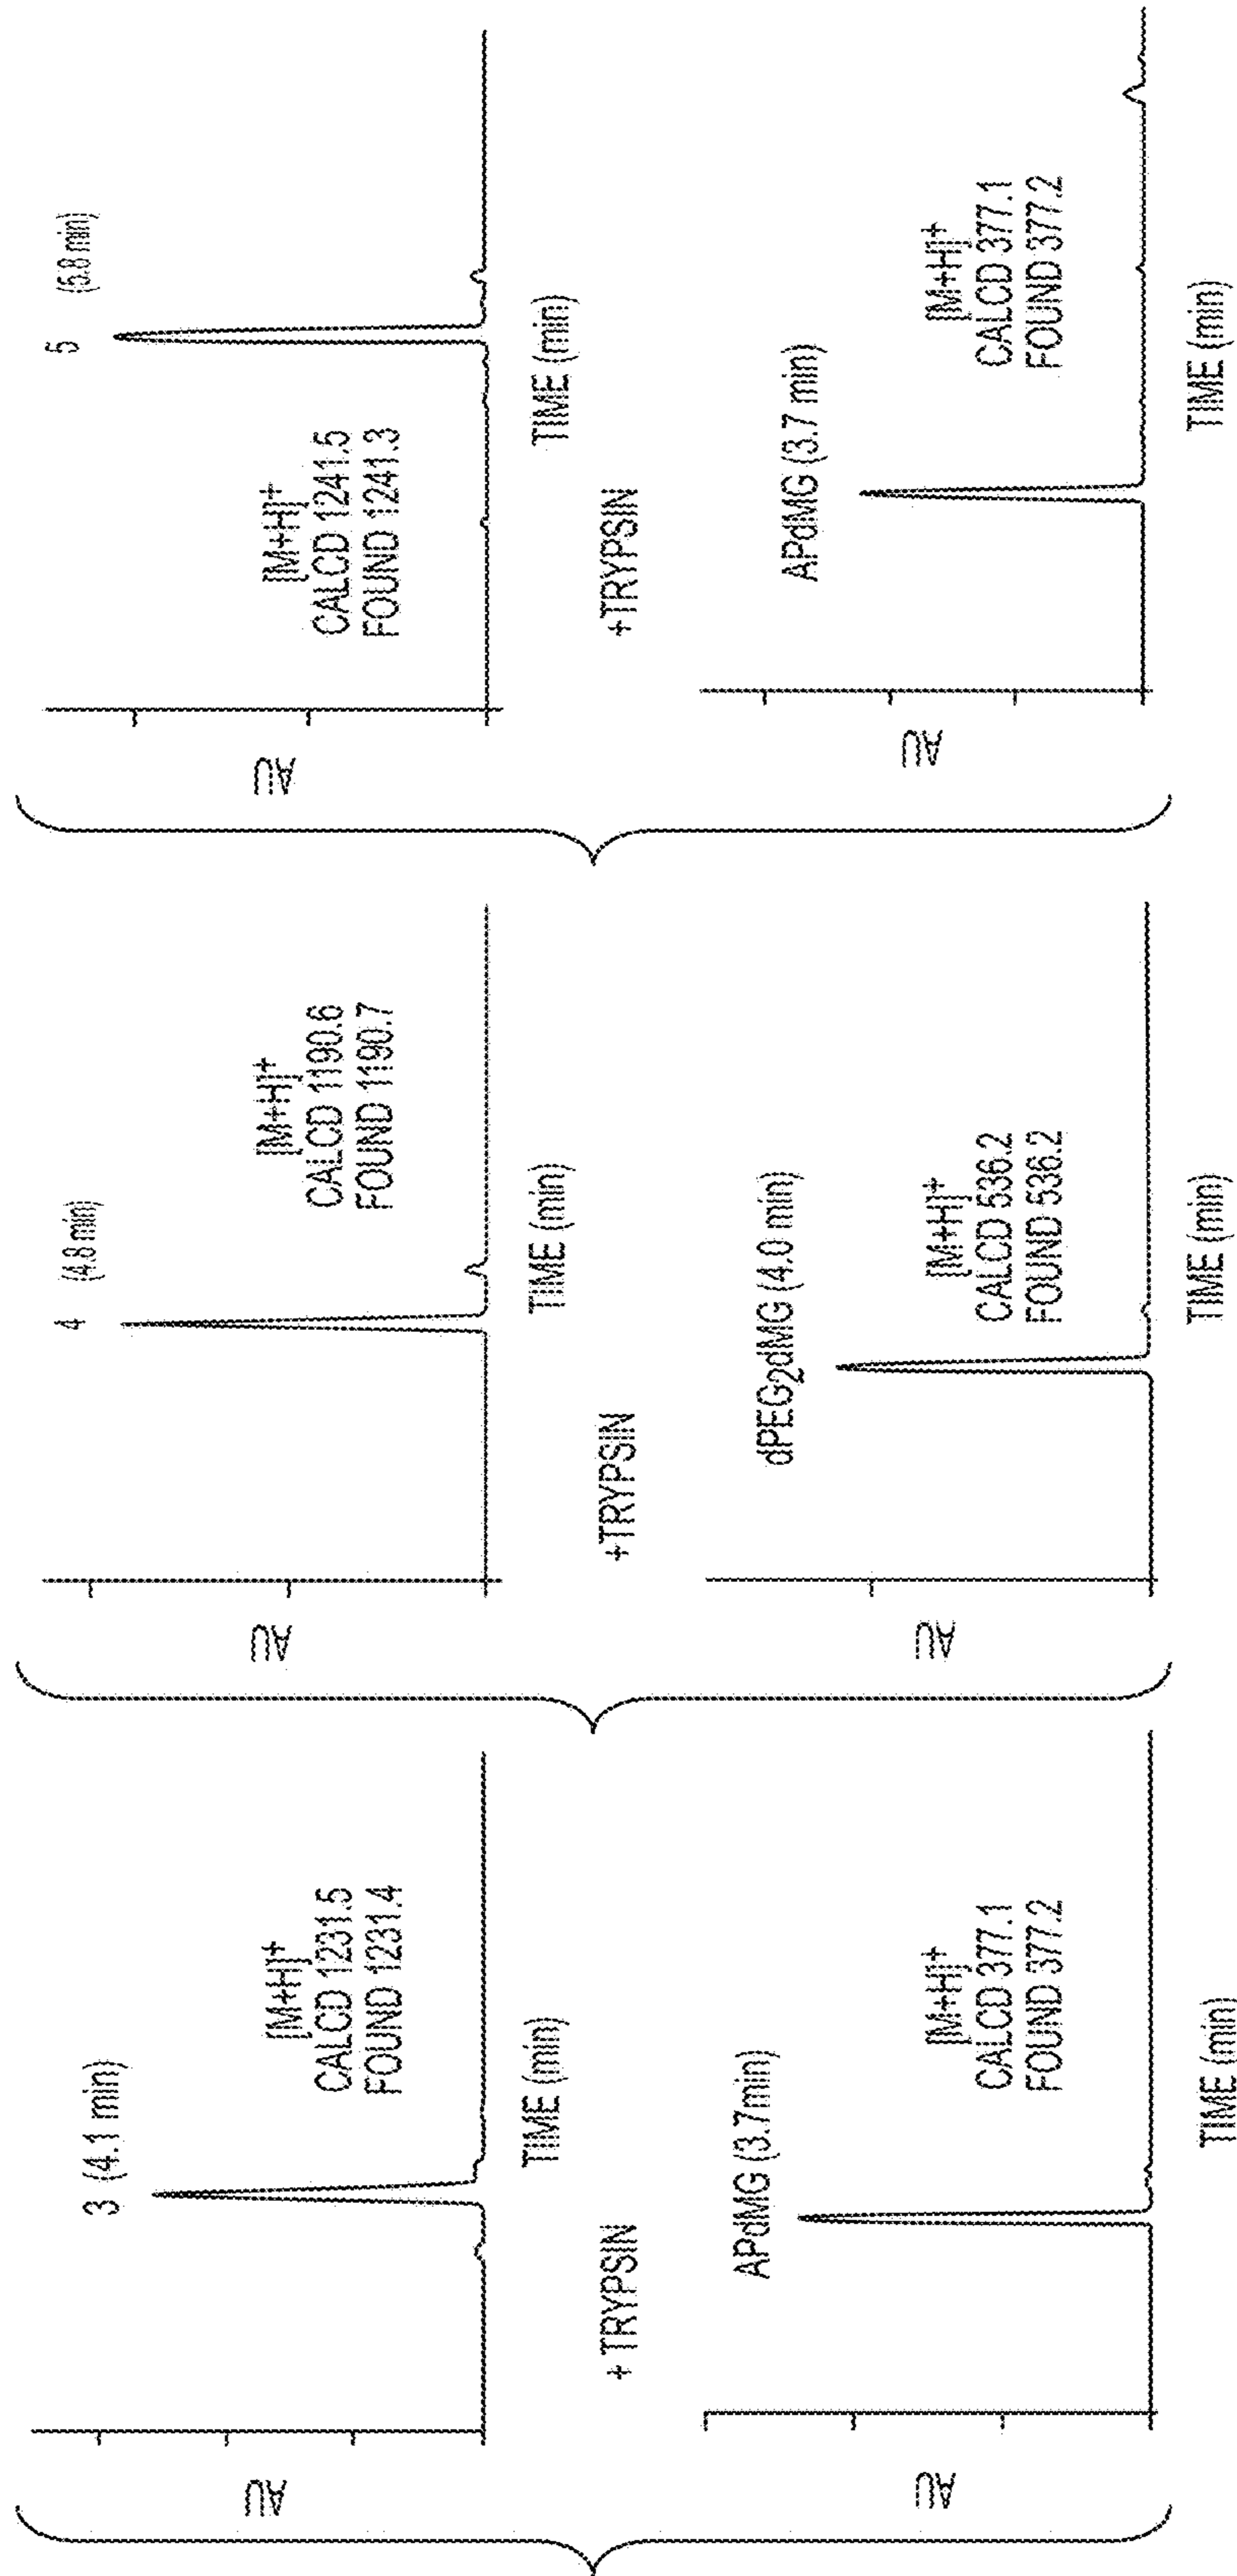 3 (4.1 min)
[M+H]+
CALCD 1231.5
FOUND 1231.4
AU
TIME (min)
+ TRYPSIN
APdMG (3.7min)
[M+H]+
CALCD 377.1
FOUND 377.2
AU
TIME (min)
4 (4.8 min)
[M+H]+
CALCD 1190.6
FOUND 1190.7
AU
TIME (min)
+TRYPSIN
dPEG2dMG (4.0 min)
[M+H]+
CALCD 536.2
FOUND 536.2
AU
TIME (min)
5 (5.8 min)
[M+H]+
CALCD 1241.5
FOUND 1241.3
AU
TIME (min)
+TRYPSIN
APdMG (3.7 min)
[M+H]+
CALCD 377.1
FOUND 377.2
AU
TIME (min)